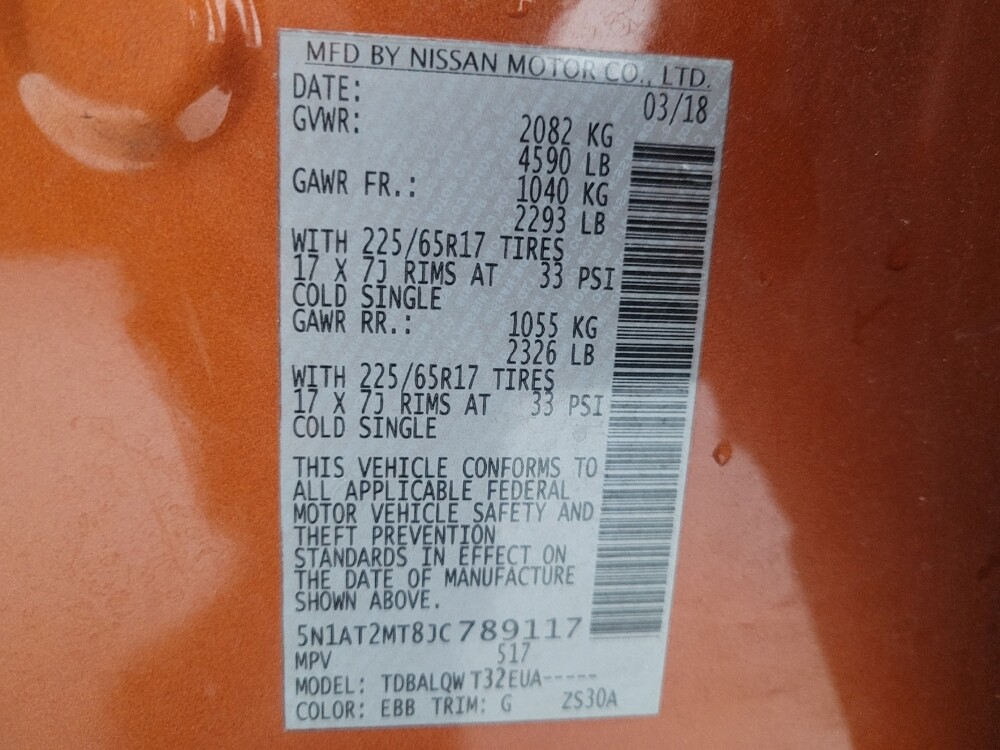 MFD BY NISSAN MOTOR CO., LTD.
DATE: 03/18
GVWR: 2082 KG
4590 LB
GAWR FR.: 1040 KG
2293 LB
WITH 225/65R17 TIRES
17 X 7J RIMS AT 33 PSI
COLD SINGLE
GAWR RR.: 1055 KG
2326 LB
WITH 225/65R17 TIRES
17 X 7J RIMS AT 33 PSI
COLD SINGLE
THIS VEHICLE CONFORMS TO
ALL APPLICABLE FEDERAL
MOTOR VEHICLE SAFETY AND
THEFT PREVENTION
STANDARDS IN EFFECT ON
THE DATE OF MANUFACTURE
SHOWN ABOVE.
5N1AT2MT8JC789117
MPV 517
MODEL: TDBALQW T32EUA-----
COLOR: EBB TRIM: G ZS30A